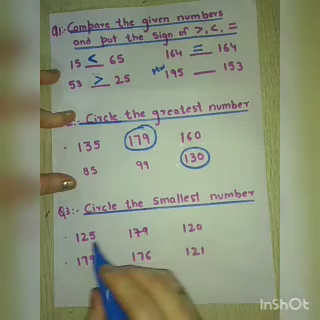 Q1:- Compare the given numbers
and put the sign of >, <, =
15 < 65 164 = 164
53 > 25 195 __ 153
:- Circle the greatest number
135 179 160
85 99 130
Q3:- Circle the smallest number
125 179 120
179 176 121
InShOt